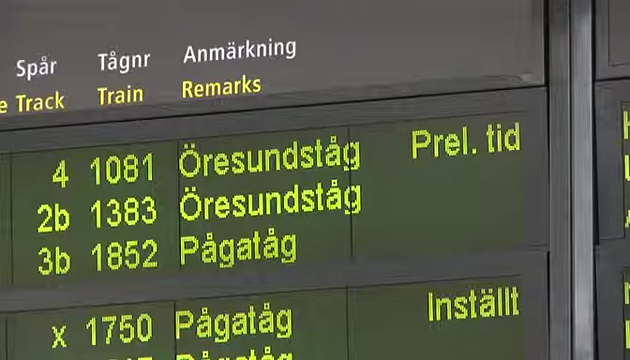 Spår Tågnr Anmärkning
e Track Train Remarks
4 1081 Öresundståg Prel. tid
2b 1383 Öresundståg
3b 1852 Pågatåg
x 1750 Pågatåg Inställt